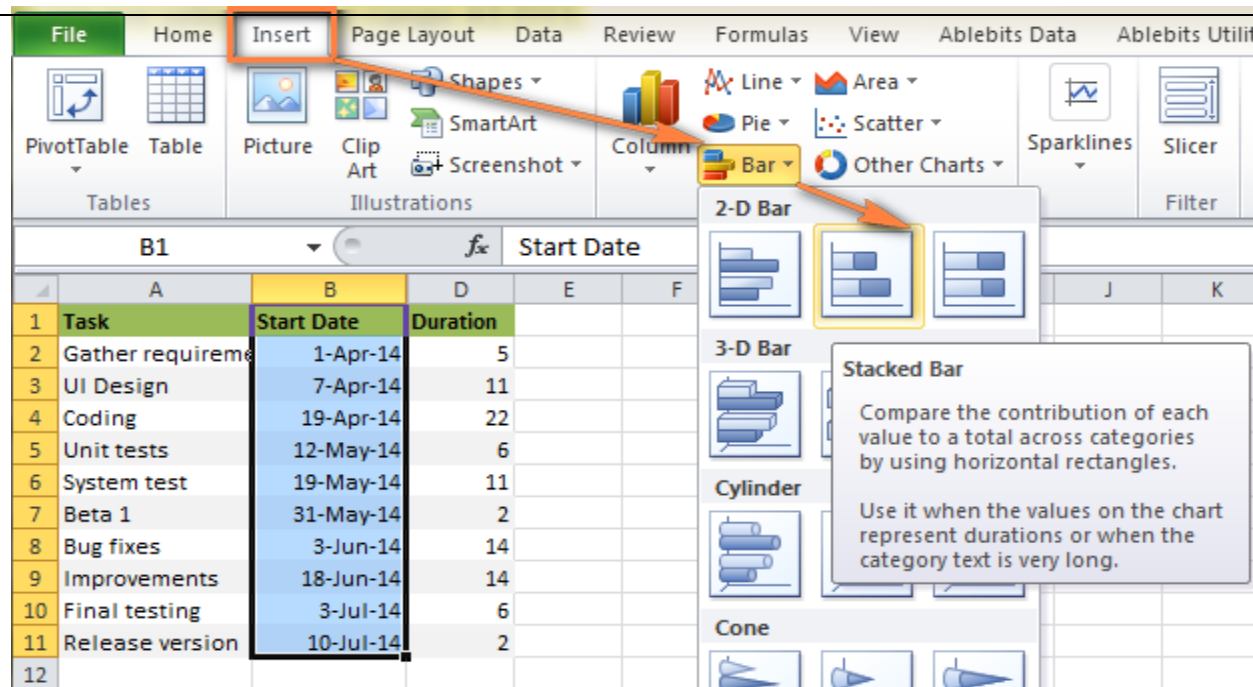 File Home Insert Page Layout Data Review Formulas View Ablebits Data Ablebits Utilit
PivotTable Table Picture Clip Art Shapes SmartArt Screenshot Column Line Pie Bar Area Scatter Other Charts Sparklines Slicer
Tables Illustrations Filter
B1 fx Start Date
A B D E F J K
1 Task Start Date Duration
2 Gather requireme 1-Apr-14 5
3 UI Design 7-Apr-14 11
4 Coding 19-Apr-14 22
5 Unit tests 12-May-14 6
6 System test 19-May-14 11
7 Beta 1 31-May-14 2
8 Bug fixes 3-Jun-14 14
9 Improvements 18-Jun-14 14
10 Final testing 3-Jul-14 6
11 Release version 10-Jul-14 2
12
2-D Bar
3-D Bar
Cylinder
Cone
Stacked Bar
Compare the contribution of each
value to a total across categories
by using horizontal rectangles.
Use it when the values on the chart
represent durations or when the
category text is very long.